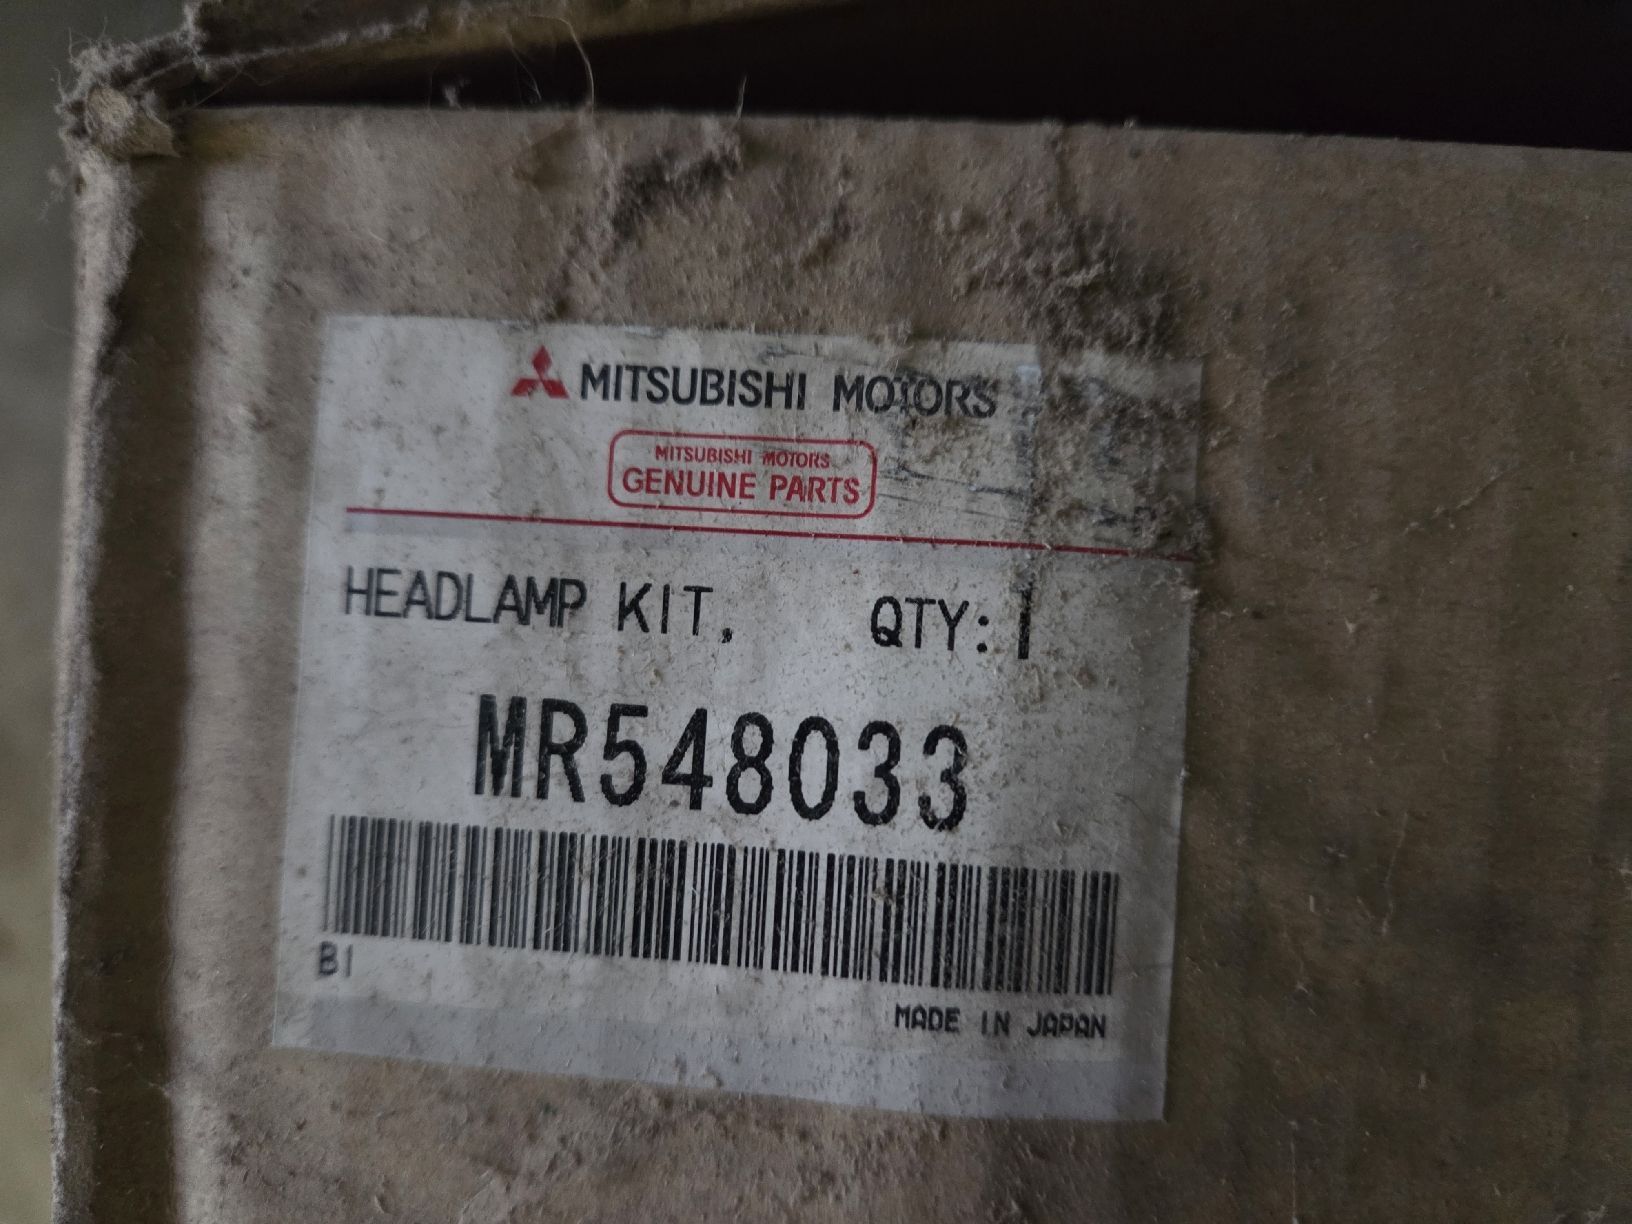 MITSUBISHI MOTORS
MITSUBISHI MOTORS
GENUINE PARTS
HEADLAMP KIT, QTY:1
MR548033
B1
MADE IN JAPAN